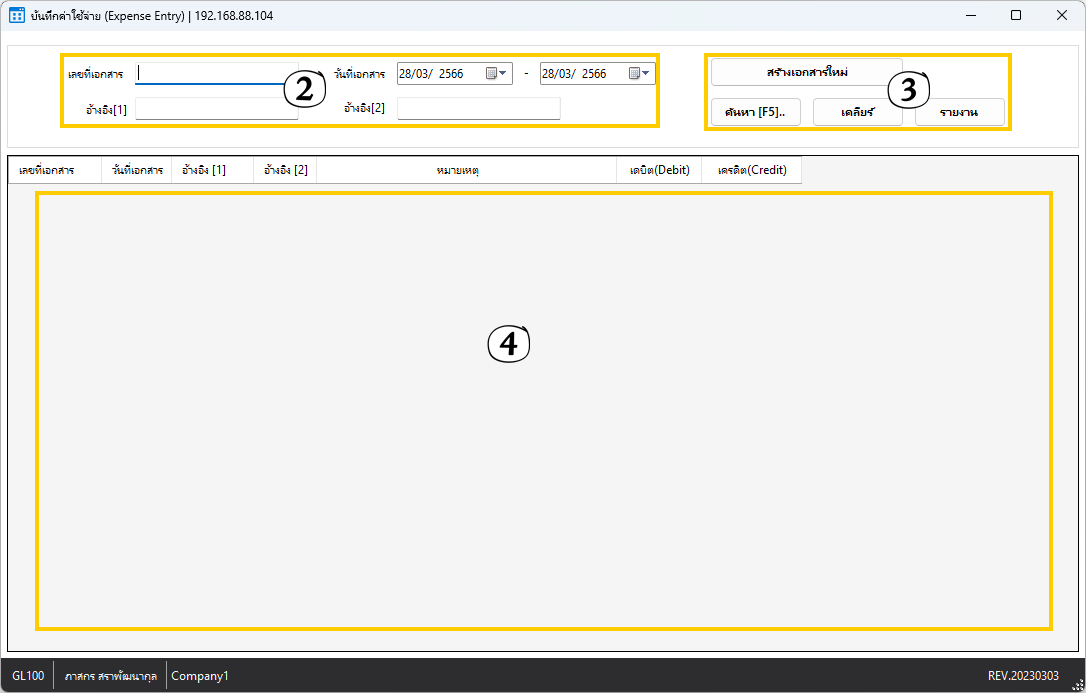 บันทึกค่าใช้จ่าย (Expense Entry) | 192.168.88.104
เลขที่เอกสาร วันที่เอกสาร 28/03/ 2566 - 28/03/ 2566 สร้างเอกสารใหม่
2 3
อ้างอิง[1] อ้างอิง[2] ค้นหา [F5].. เคลียร์ รายงาน
เลขที่เอกสาร วันที่เอกสาร อ้างอิง [1] อ้างอิง [2] หมายเหตุ เดบิต(Debit) เครดิต(Credit)
4
GL100 ภาสกร สราพัฒนากุล Company1 REV.20230303